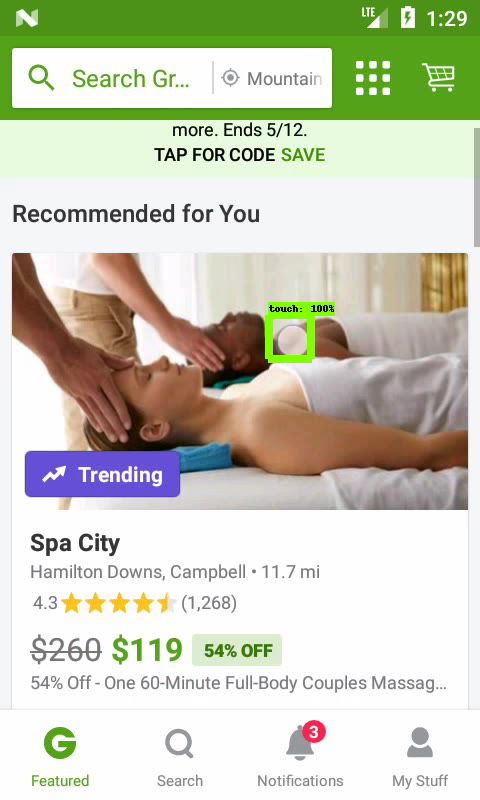 LTE 1:29
Search Gr... Mountain
more. Ends 5/12.
TAP FOR CODE SAVE
Recommended for You
touch: 100%
Trending
Spa City
Hamilton Downs, Campbell • 11.7 mi
4.3 (1,268)
$260 $119 54% OFF
54% Off - One 60-Minute Full-Body Couples Massag...
3
Featured Search Notifications My Stuff